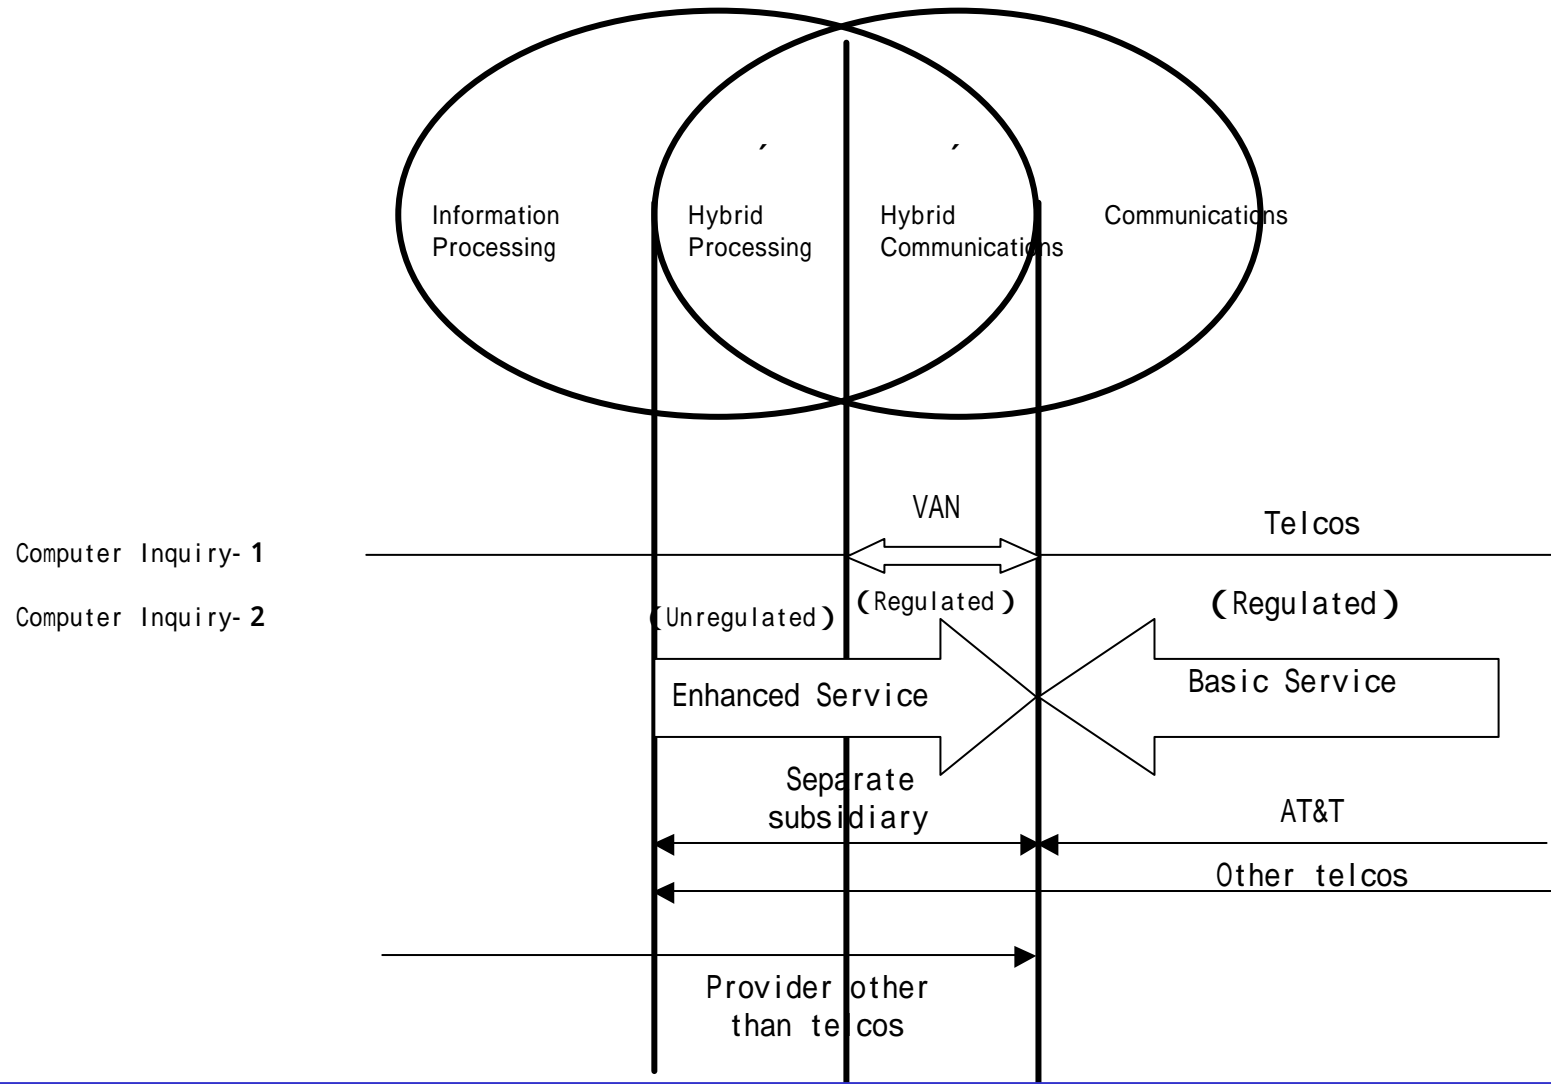 Information
Processing
Hybrid
Processing
Hybrid
Communications
Communications
VAN
Telcos
Computer Inquiry- 1
(Regulated)
(Regulated)
Computer Inquiry- 2
(Unregulated)
Enhanced Service
Basic Service
Separate
subsidiary
AT&T
Other telcos
Provider other
than telcos